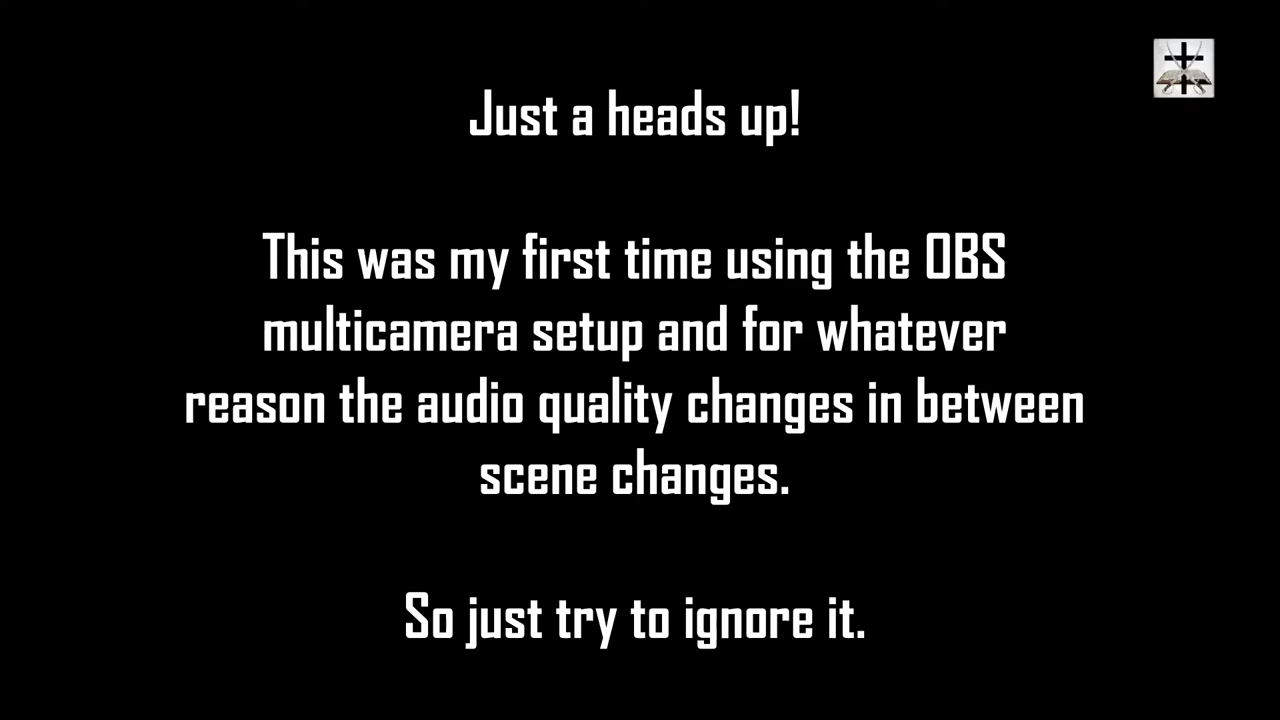 Just a heads up!
This was my first time using the OBS
multicamera setup and for whatever
reason the audio quality changes in between
scene changes.
So just try to ignore it.